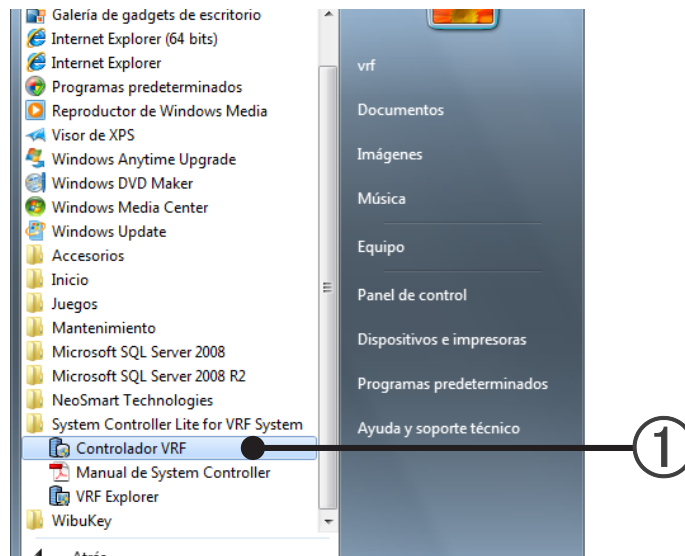 Galería de gadgets de escritorio
Internet Explorer (64 bits)
Internet Explorer
Programas predeterminados
Reproductor de Windows Media
Visor de XPS
Windows Anytime Upgrade
Windows DVD Maker
Windows Media Center
Windows Update
Accesorios
Inicio
Juegos
Mantenimiento
Microsoft SQL Server 2008
Microsoft SQL Server 2008 R2
NeoSmart Technologies
System Controller Lite for VRF System
Controlador VRF
Manual de System Controller
VRF Explorer
WibuKey
Atrás
vrf
Documentos
Imágenes
Música
Equipo
Panel de control
Dispositivos e impresoras
Programas predeterminados
Ayuda y soporte técnico
1